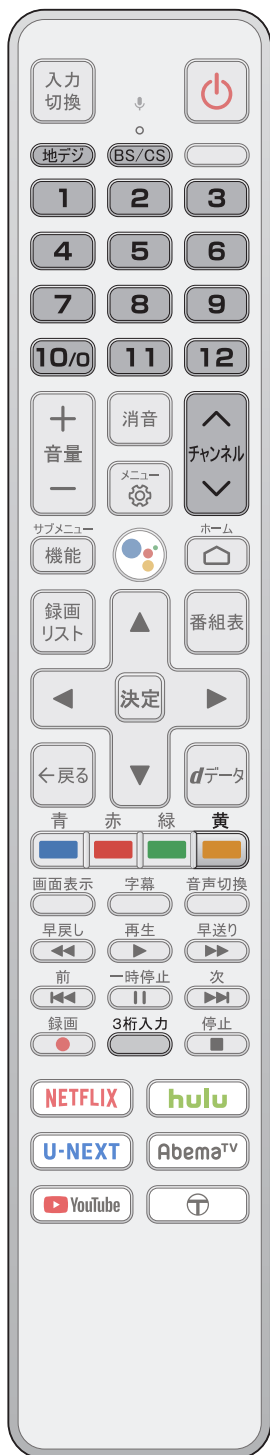 入力
切換
地デジ BS/CS
1 2 3
4 5 6
7 8 9
10/0 11 12
+ 消音
音量 チャンネル
− メニュー
サブメニュー ホーム
機能
録画
リスト
番組表
決定
←戻る dデータ
青 赤 緑 黄
画面表示 字幕 音声切換
早戻し 再生 早送り
前 一時停止 次
録画 3桁入力 停止
NETFLIX hulu
U-NEXT AbemaTV
YouTube T